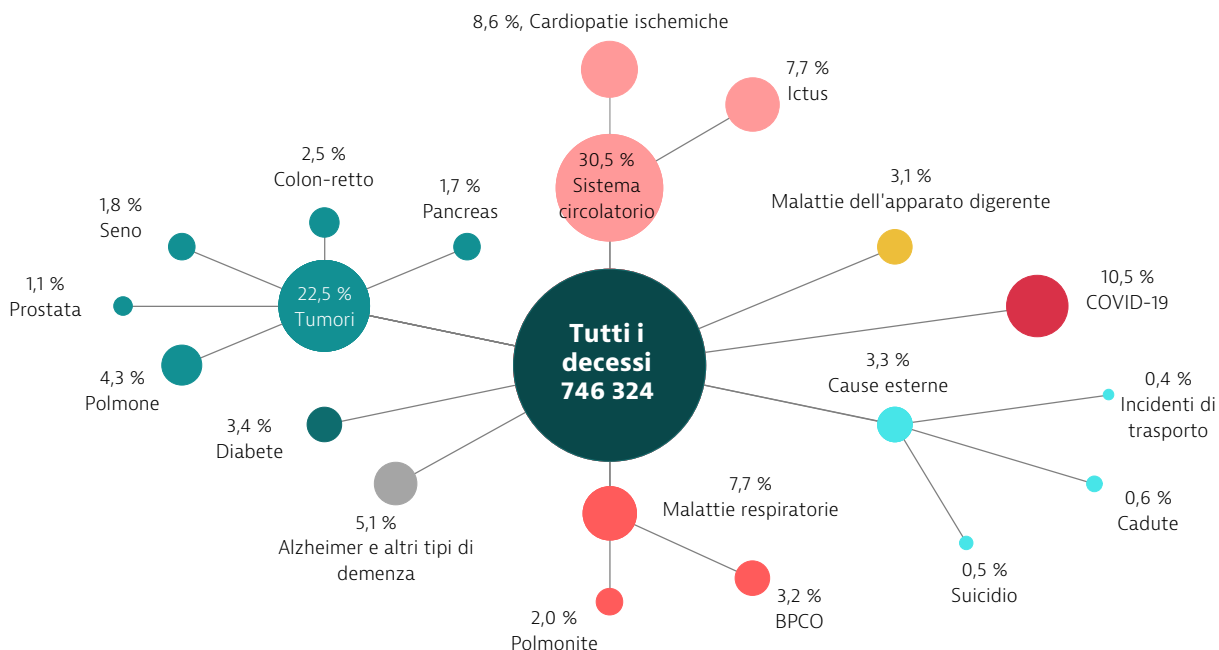 8,6 %, Cardiopatie ischemiche
7,7 %
Ictus
30,5 %
Sistema
circolatorio
2,5 %
Colon-retto
1,7 %
Pancreas
1,8 %
Seno
1,1 %
Prostata
22,5 %
Tumori
4,3 %
Polmone
3,1 %
Malattie dell'apparato digerente
10,5 %
COVID-19
Tutti i
decessi
746 324
3,3 %
Cause esterne
0,4 %
Incidenti di
trasporto
0,6 %
Cadute
0,5 %
Suicidio
3,4 %
Diabete
5,1 %
Alzheimer e altri tipi di
demenza
7,7 %
Malattie respiratorie
2,0 %
Polmonite
3,2 %
BPCO